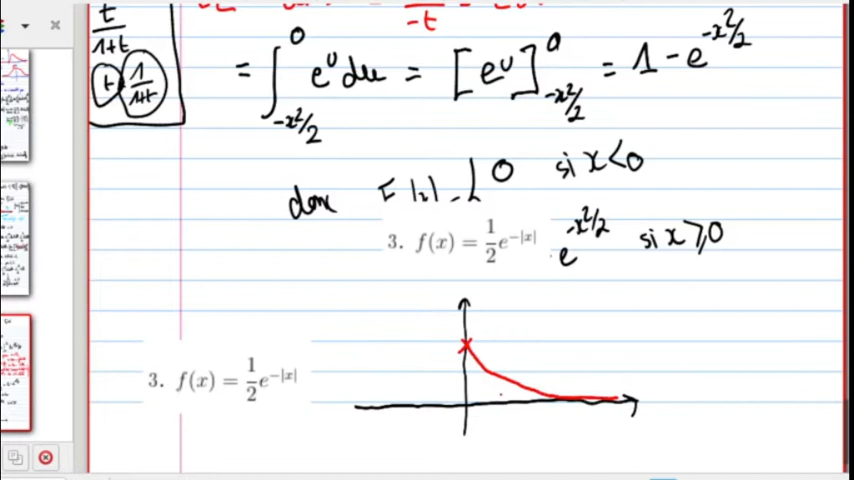 t/(1+t)
t 1/(1+t)
-t
= ∫_{-x²/2}^{0} e^u du = [e^u]_{-x²/2}^{0} = 1 - e^{-x²/2}
donc 0 si x<0
e^{-x²/2} si x⩾0
3. f(x) = 1/2 e^{-|x|}
3. f(x) = 1/2 e^{-|x|}